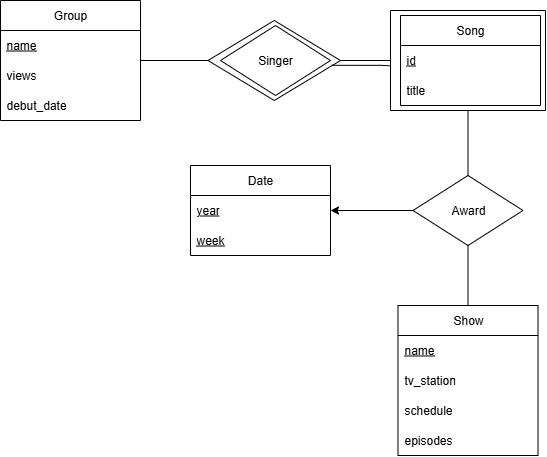 Group
name
views
debut_date
Singer
Song
id
title
Date
year
week
Award
Show
name
tv_station
schedule
episodes